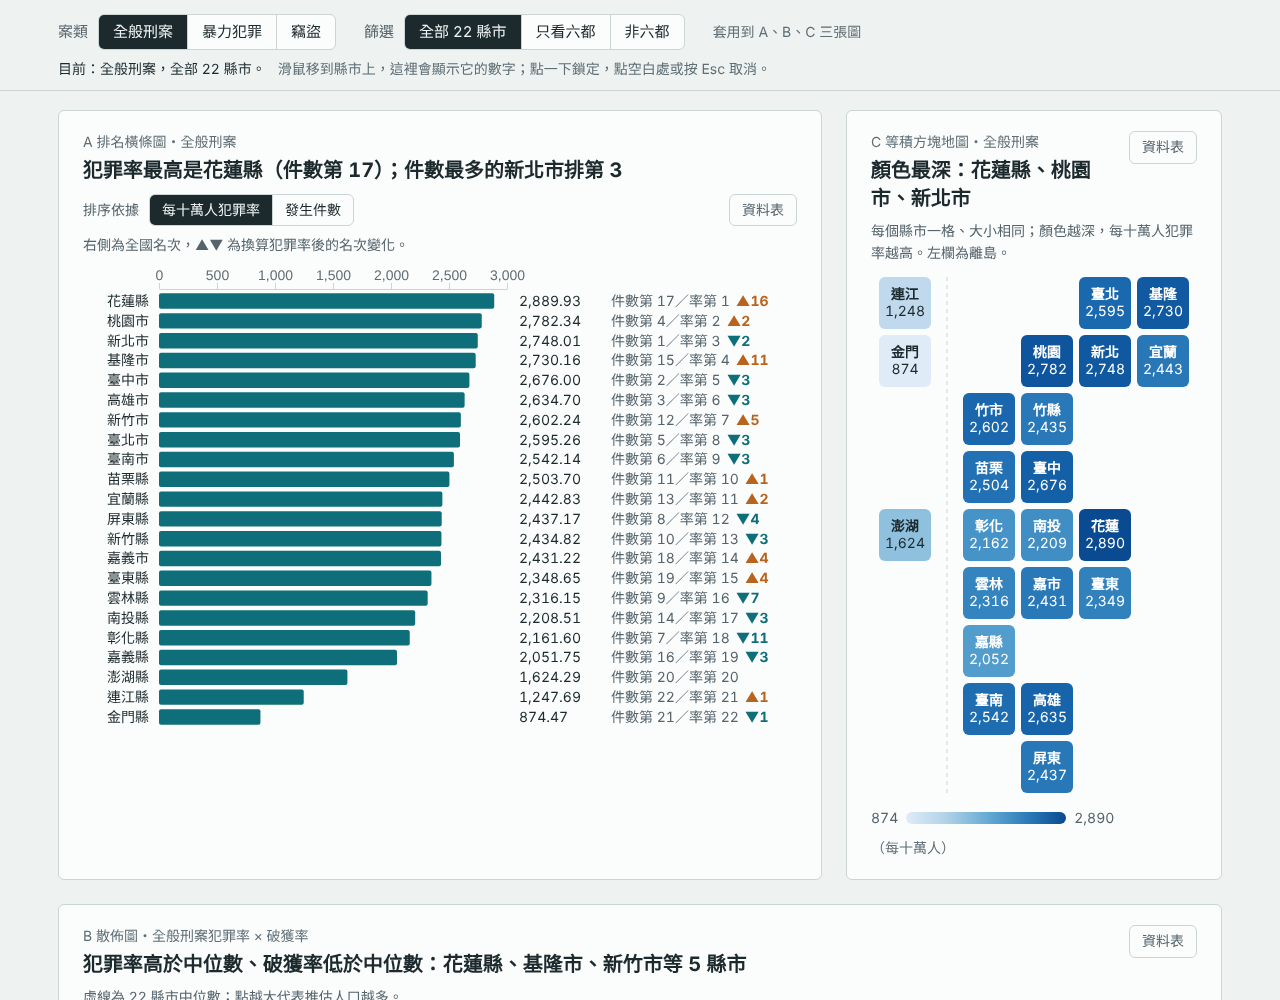 案類 全般刑案 暴力犯罪 竊盜 篩選 全部 22 縣市 只看六都 非六都 套用到 A、B、C 三張圖
目前：全般刑案，全部 22 縣市。 滑鼠移到縣市上，這裡會顯示它的數字；點一下鎖定，點空白處或按 Esc 取消。
A 排名橫條圖・全般刑案
犯罪率最高是花蓮縣（件數第 17）；件數最多的新北市排第 3
排序依據 每十萬人犯罪率 發生件數 資料表
右側為全國名次，▲▼ 為換算犯罪率後的名次變化。
0 500 1,000 1,500 2,000 2,500 3,000
花蓮縣 2,889.93 件數第 17／率第 1 ▲16
桃園市 2,782.34 件數第 4／率第 2 ▲2
新北市 2,748.01 件數第 1／率第 3 ▼2
基隆市 2,730.16 件數第 15／率第 4 ▲11
臺中市 2,676.00 件數第 2／率第 5 ▼3
高雄市 2,634.70 件數第 3／率第 6 ▼3
新竹市 2,602.24 件數第 12／率第 7 ▲5
臺北市 2,595.26 件數第 5／率第 8 ▼3
臺南市 2,542.14 件數第 6／率第 9 ▼3
苗栗縣 2,503.70 件數第 11／率第 10 ▲1
宜蘭縣 2,442.83 件數第 13／率第 11 ▲2
屏東縣 2,437.17 件數第 8／率第 12 ▼4
新竹縣 2,434.82 件數第 10／率第 13 ▼3
嘉義市 2,431.22 件數第 18／率第 14 ▲4
臺東縣 2,348.65 件數第 19／率第 15 ▲4
雲林縣 2,316.15 件數第 9／率第 16 ▼7
南投縣 2,208.51 件數第 14／率第 17 ▼3
彰化縣 2,161.60 件數第 7／率第 18 ▼11
嘉義縣 2,051.75 件數第 16／率第 19 ▼3
澎湖縣 1,624.29 件數第 20／率第 20
連江縣 1,247.69 件數第 22／率第 21 ▲1
金門縣 874.47 件數第 21／率第 22 ▼1
C 等積方塊地圖・全般刑案
資料表
顏色最深：花蓮縣、桃園
市、新北市
每個縣市一格、大小相同；顏色越深，每十萬人犯罪
率越高。左欄為離島。
連江 臺北 基隆
1,248 2,595 2,730
金門 桃園 新北 宜蘭
874 2,782 2,748 2,443
竹市 竹縣
2,602 2,435
苗栗 臺中
2,504 2,676
澎湖 彰化 南投 花蓮
1,624 2,162 2,209 2,890
雲林 嘉市 臺東
2,316 2,431 2,349
嘉縣
2,052
臺南 高雄
2,542 2,635
屏東
2,437
874 2,890
（每十萬人）
B 散佈圖・全般刑案犯罪率 × 破獲率
資料表
犯罪率高於中位數、破獲率低於中位數：花蓮縣、基隆市、新竹市等 5 縣市
虛線為 22 縣市中位數；點越大代表推估人口越多。